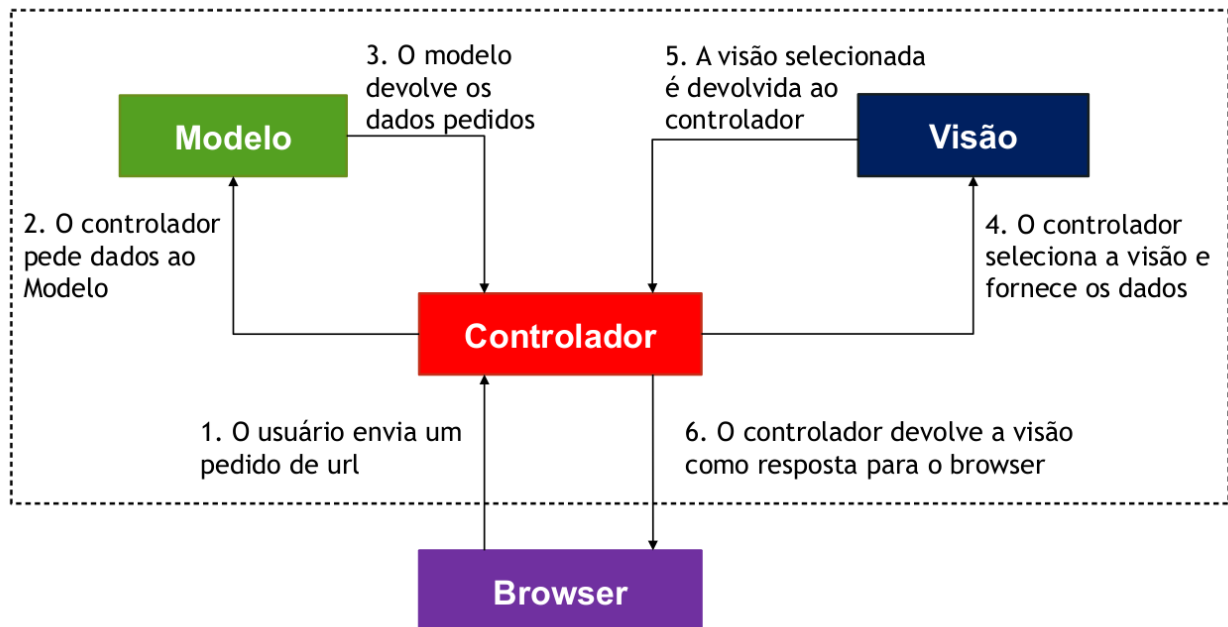 3. O modelo
devolve os
dados pedidos
5. A visão selecionada
é devolvida ao
controlador
Modelo
Visão
2. O controlador
pede dados ao
Modelo
4. O controlador
seleciona a visão e
fornece os dados
Controlador
1. O usuário envia um
pedido de url
6. O controlador devolve a visão
como resposta para o browser
Browser